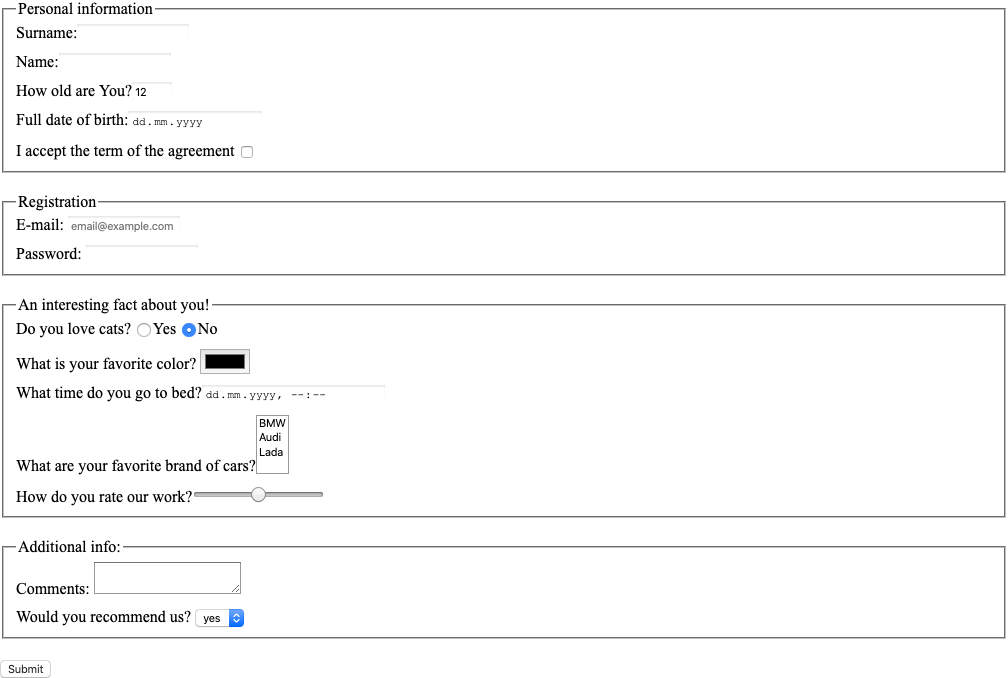 Personal information
Surname:
Name:
How old are You? 12
Full date of birth: dd.mm.yyyy
I accept the term of the agreement
Registration
E-mail: email@example.com
Password:
An interesting fact about you!
Do you love cats? Yes No
What is your favorite color?
What time do you go to bed? dd.mm.yyyy, --:--
BMW
Audi
Lada
What are your favorite brand of cars?
How do you rate our work?
Additional info:
Comments:
Would you recommend us? yes
Submit